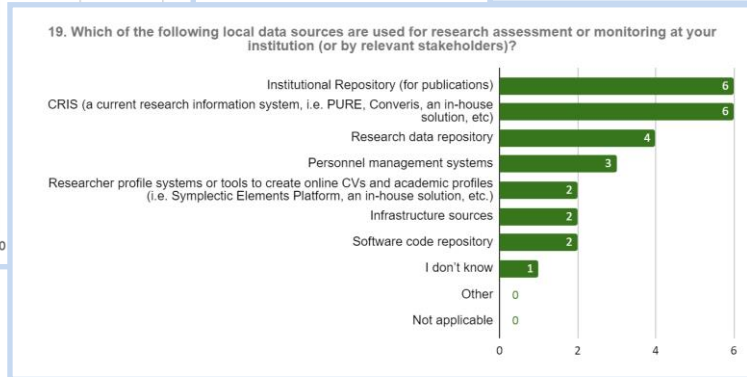 19. Which of the following local data sources are used for research assessment or monitoring at your
institution (or by relevant stakeholders)?
Institutional Repository (for publications)
6
CRIS (a current research information system, i.e. PURE, Converis, an in-house
solution, etc)
6
Research data repository
4
Personnel management systems
3
Researcher profile systems or tools to create online CVs and academic profiles
(i.e. Symplectic Elements Platform, an in-house solution, etc.)
2
Infrastructure sources
2
Software code repository
2
I don't know
1
Other
0
Not applicable
0
0 2 4 6
0